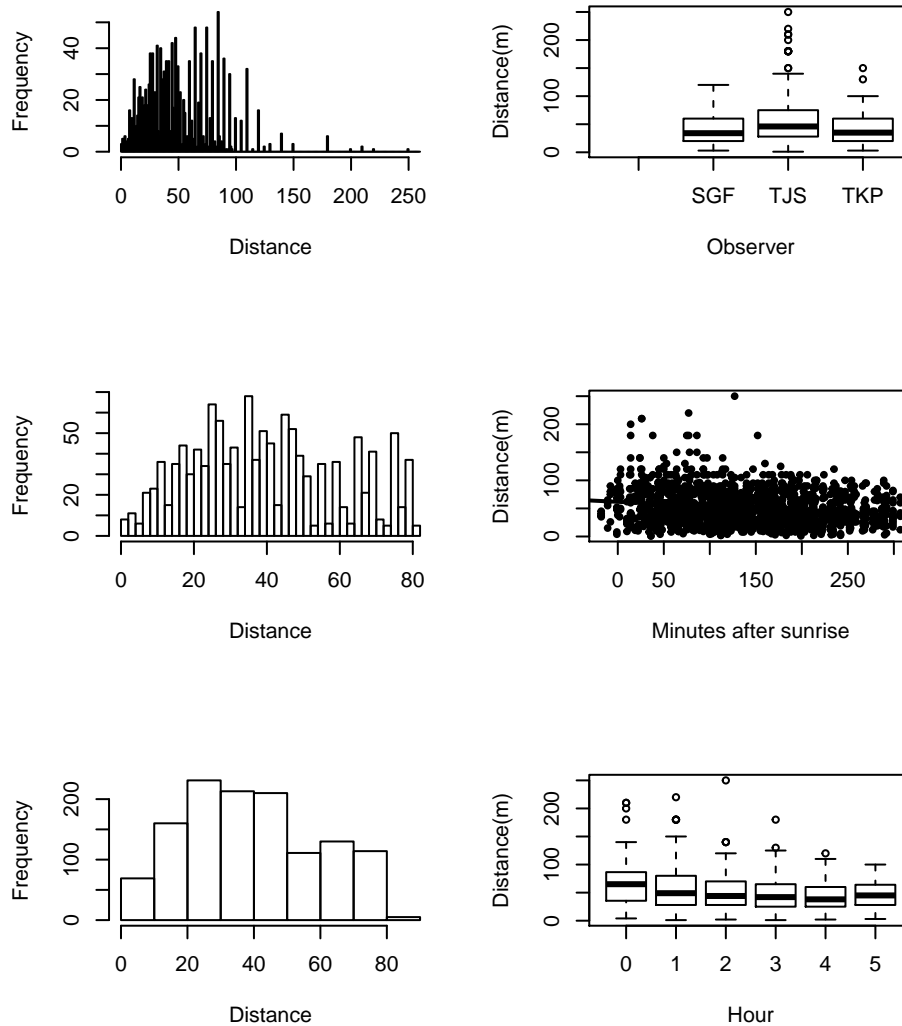 Frequency
0 20 40
0 50 100 150 200 250
Distance
Distance(m)
0 100 200
SGF TJS TKP
Observer
Frequency
0 20 50
0 20 40 60 80
Distance
Distance(m)
0 100 200
0 50 150 250
Minutes after sunrise
Frequency
0 100 200
0 20 40 60 80
Distance
Distance(m)
0 100 200
0 1 2 3 4 5
Hour